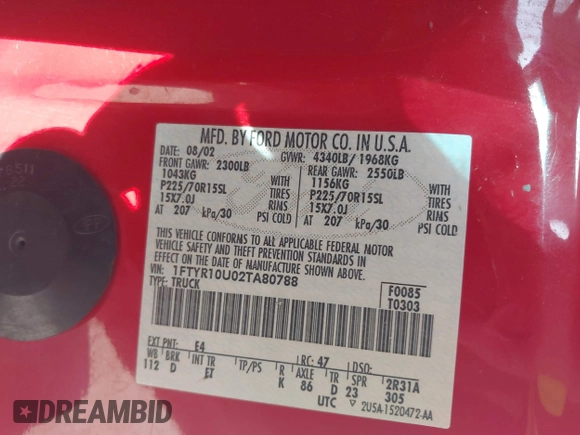 MFD. BY FORD MOTOR CO. IN U.S.A.
DATE: 08/02 GVWR: 4340LB/ 1968KG
FRONT GAWR: 2300LB REAR GAWR: 2550LB
1043KG WITH 1156KG WITH
P225/70R15SL TIRES P225/70R15SL TIRES
15X7.0J RIMS 15X7.0J RIMS
AT 207 kPa/30 PSI COLD AT 207 kPa/30 PSI COLD
THIS VEHICLE CONFORMS TO ALL APPLICABLE FEDERAL MOTOR
VEHICLE SAFETY AND THEFT PREVENTION STANDARDS IN
EFFECT ON THE DATE OF MANUFACTURE SHOWN ABOVE.
VIN: 1FTYR10U02TA80788 F0085
TYPE: TRUCK T0303
EXT PNT: E4 RC: 47 DSO:
WB BRK INT TR TP/PS R AXLE TR SPR 2R31A
112 D ET K 86 D 23 305
UTC 2U5A-1520472-AA
DREAMBID